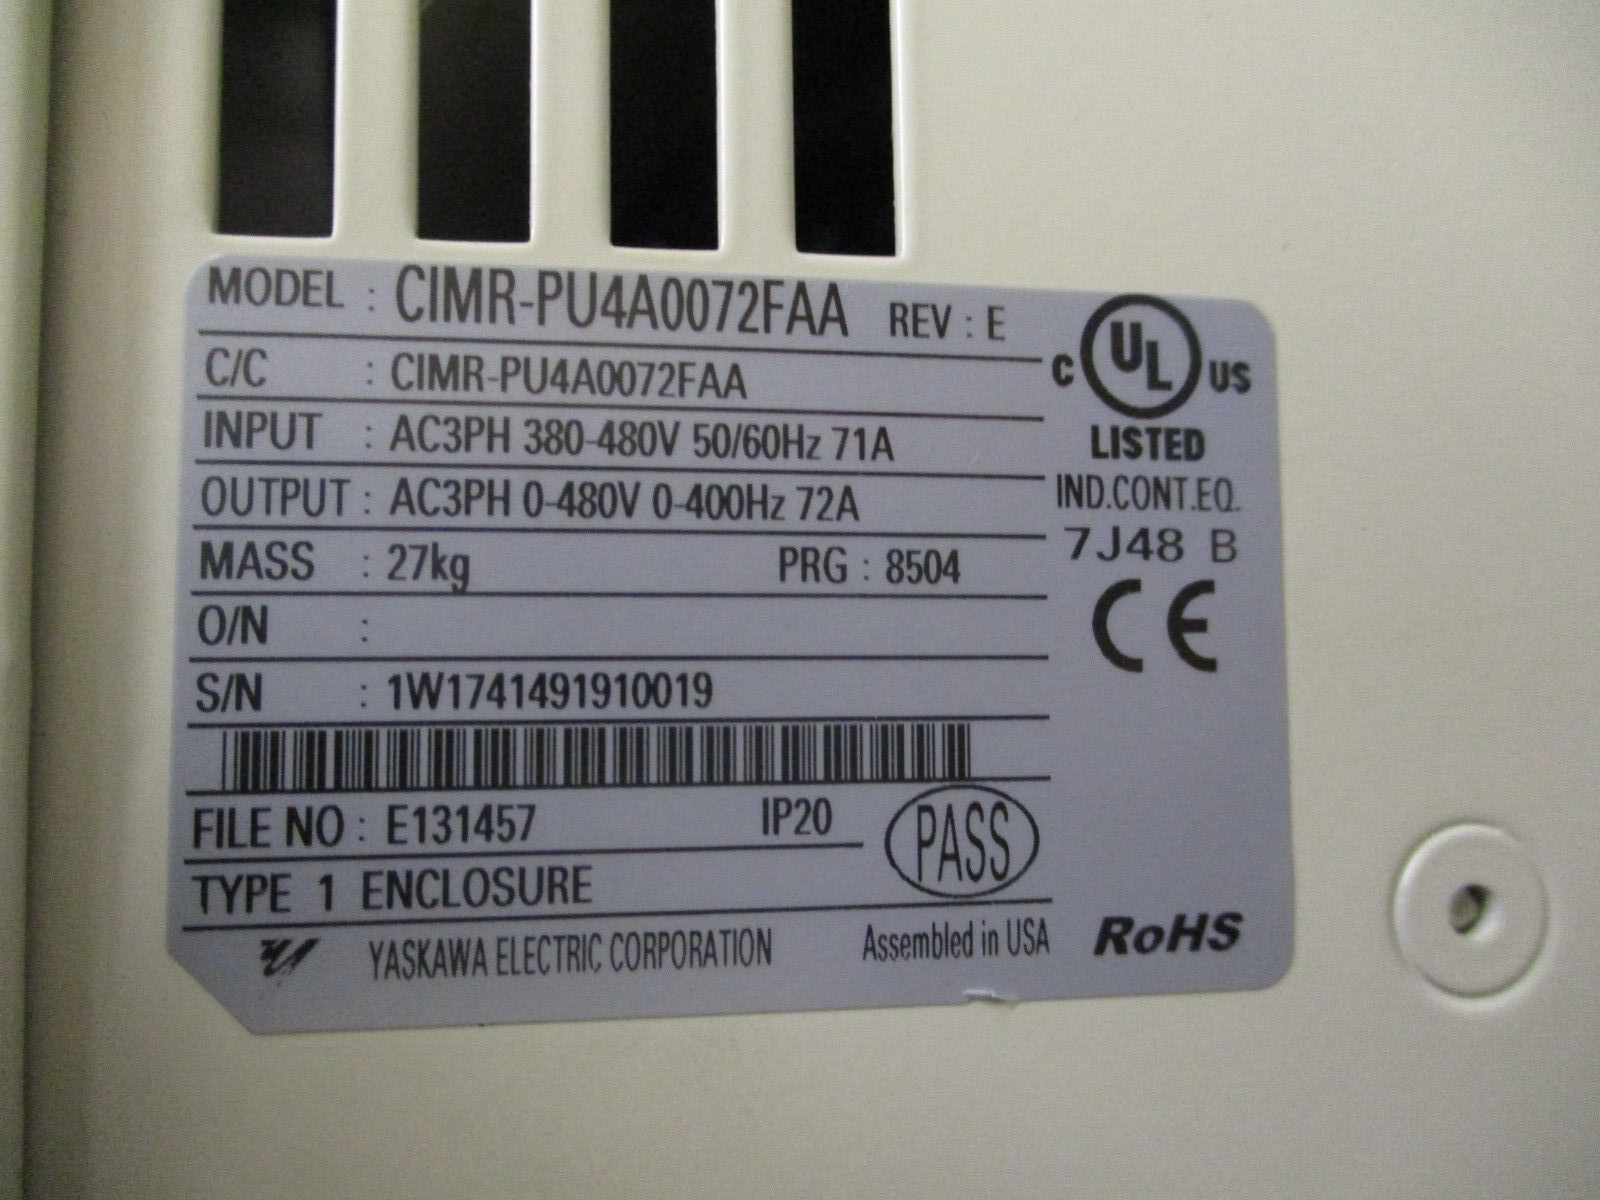 MODEL : CIMR-PU4A0072FAA REV : E
C/C : CIMR-PU4A0072FAA
INPUT : AC3PH 380-480V 50/60Hz 71A
OUTPUT : AC3PH 0-480V 0-400Hz 72A
MASS : 27kg PRG : 8504
O/N :
S/N : 1W1741491910019
FILE NO : E131457 IP20
PASS
TYPE 1 ENCLOSURE
YASKAWA ELECTRIC CORPORATION Assembled in USA
C UL US
LISTED
IND.CONT.EQ.
7J48 B
CE
RoHS